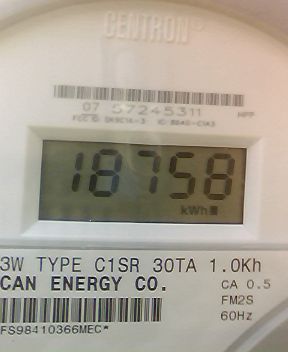 CENTRON®
07 57245311
18758
kWh
3W TYPE C1SR 30TA 1.0Kh
CAN ENERGY CO.
CA 0.5
FM2S
60Hz
FS98410366MEC*